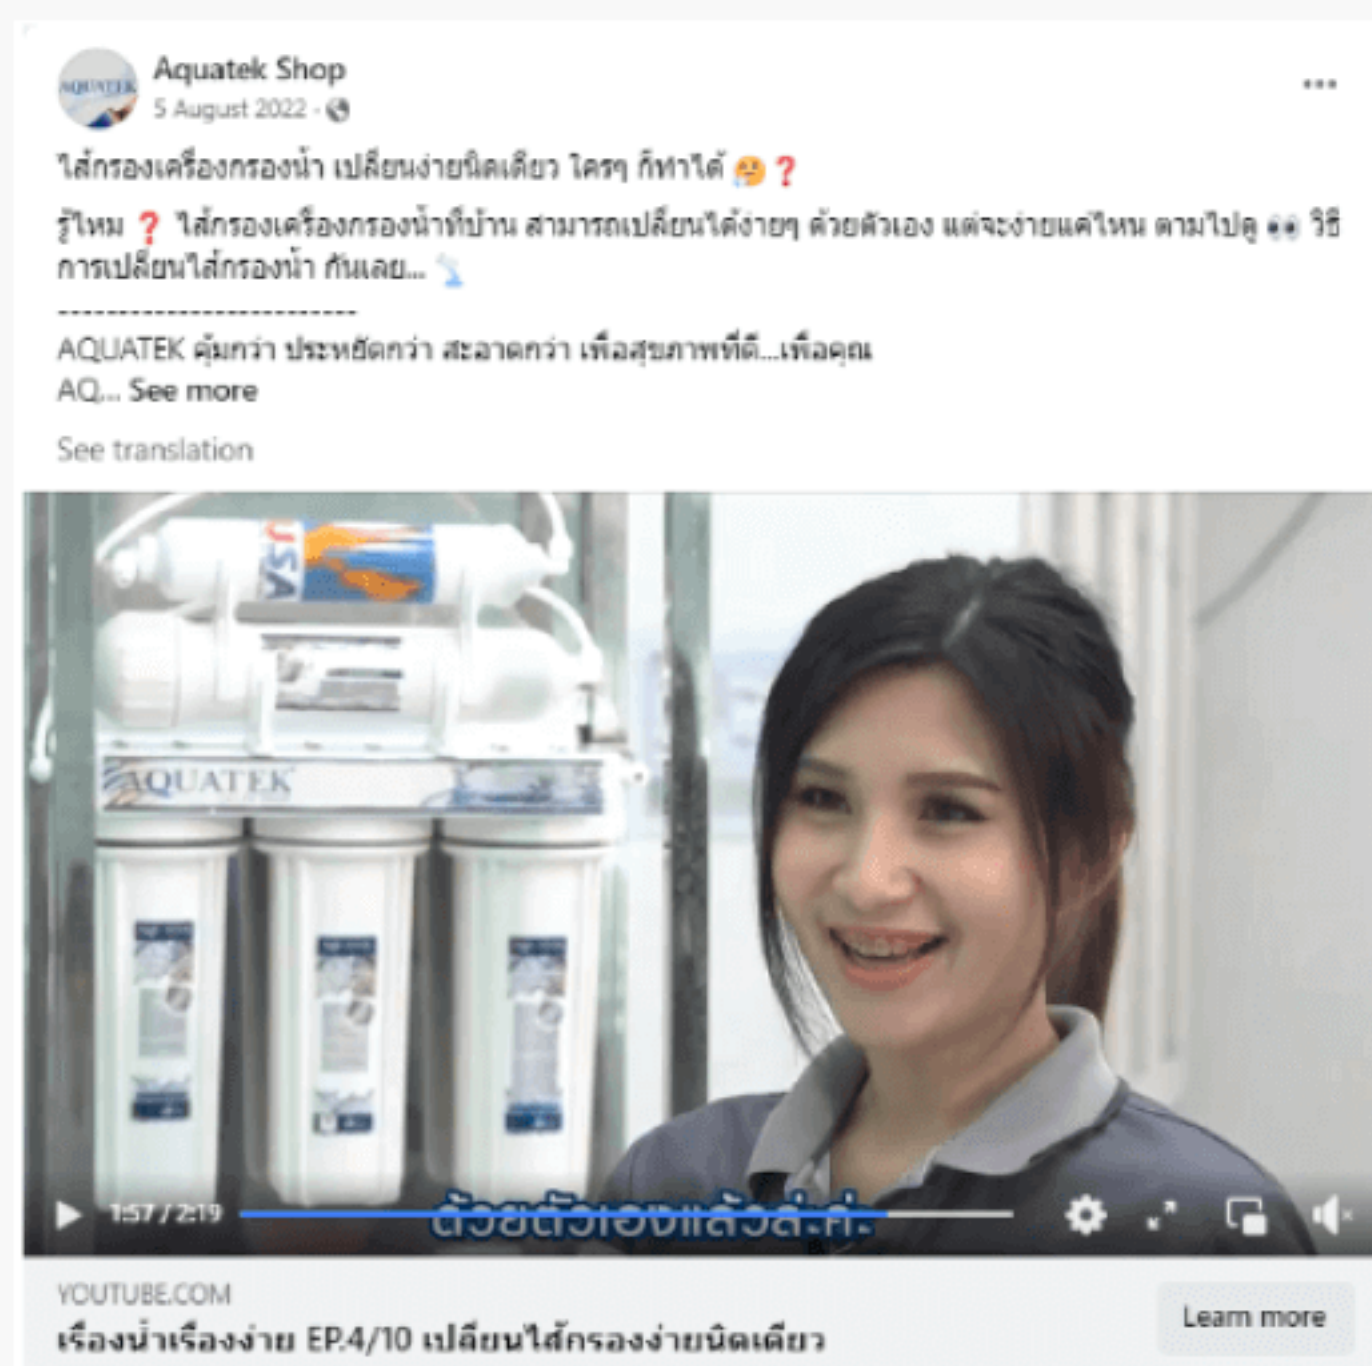 Aquatek Shop
5 August 2022 ·
ไส้กรองเครื่องกรองน้ำ เปลี่ยนง่ายนิดเดียว ใครๆ ก็ทำได้ 🤔❓
รู้ไหม ❓ ไส้กรองเครื่องกรองน้ำที่บ้าน สามารถเปลี่ยนได้ง่ายๆ ด้วยตัวเอง แต่จะง่ายแค่ไหน ตามไปดู 👀 วิธี
การเปลี่ยนไส้กรองน้ำ กันเลย...
-------------------------
AQUATEK คุ้มกว่า ประหยัดกว่า สะอาดกว่า เพื่อสุขภาพที่ดี...เพื่อคุณ
AQ... See more
See translation
USA
AQUATEK
1:57 / 2:19
ด้วยตัวเองแล้วล่ะค่ะ
YOUTUBE.COM
เรื่องน้ำเรื่องง่าย EP.4/10 เปลี่ยนไส้กรองง่ายนิดเดียว
Learn more